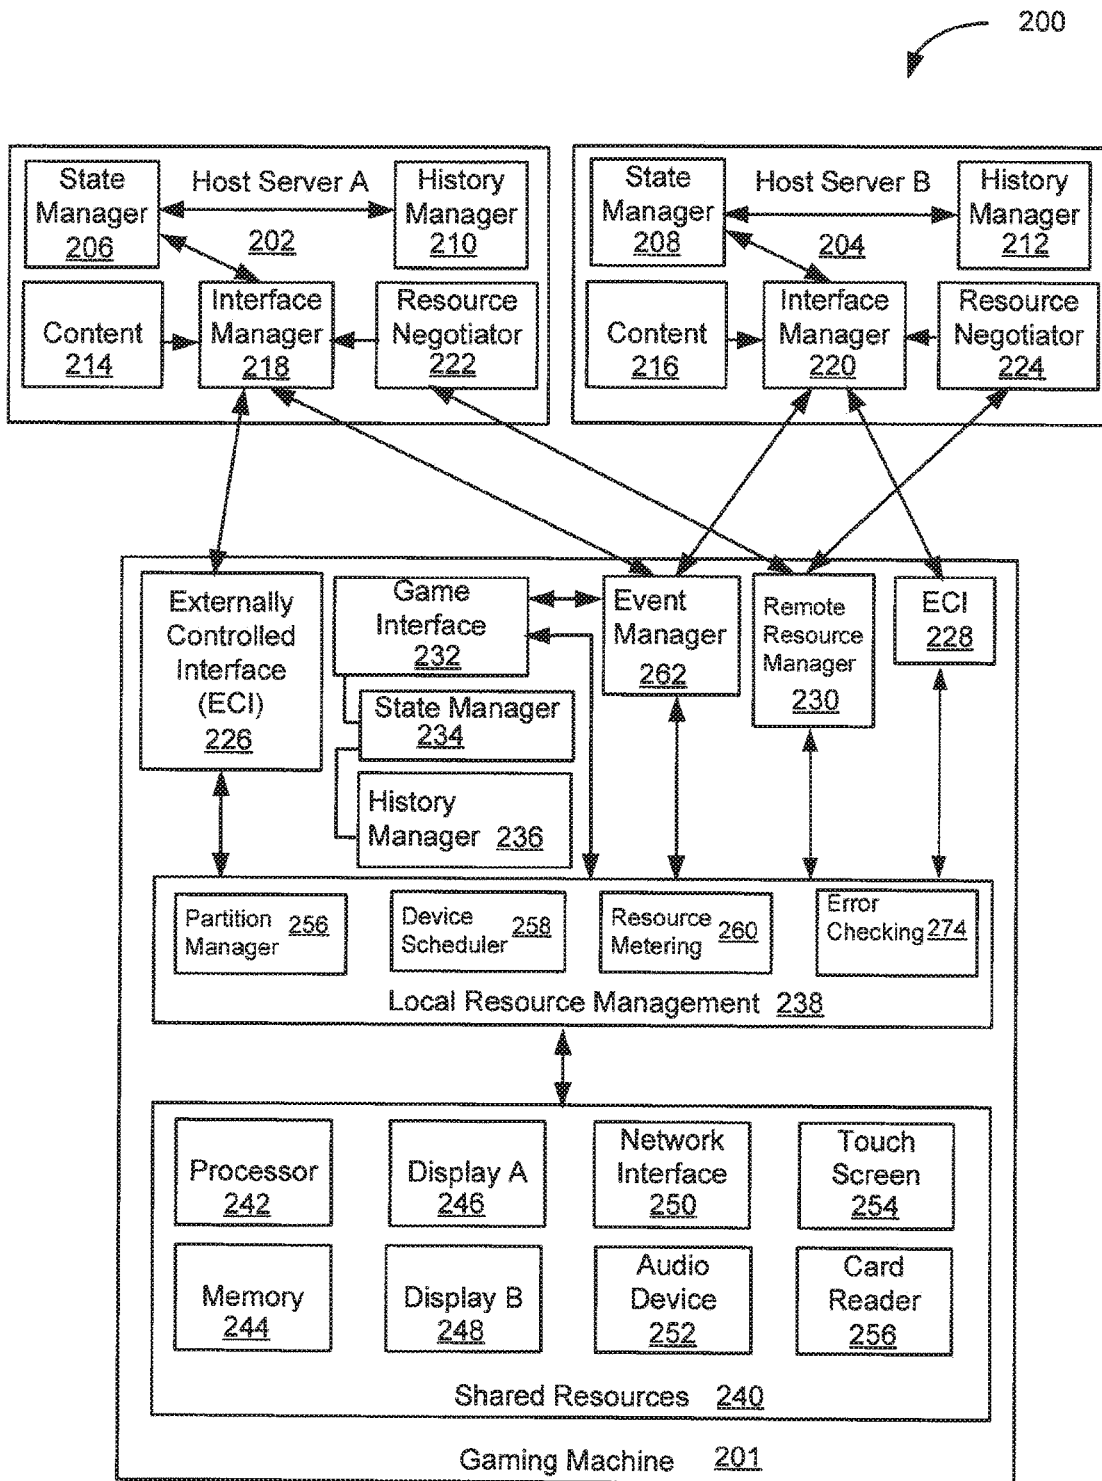 200
State
Manager
206
Host Server A
202
History
Manager
210
Content
214
Interface
Manager
218
Resource
Negotiator
222
State
Manager
208
Host Server B
204
History
Manager
212
Content
216
Interface
Manager
220
Resource
Negotiator
224
Externally
Controlled
Interface
(ECI)
226
Game
Interface
232
State Manager
234
History
Manager 236
Event
Manager
262
Remote
Resource
Manager
230
ECI
228
Partition
Manager 256
Device
Scheduler 258
Resource
Metering 260
Error
Checking 274
Local Resource Management 238
Processor
242
Display A
246
Network
Interface
250
Touch
Screen
254
Memory
244
Display B
248
Audio
Device
252
Card
Reader
256
Shared Resources 240
Gaming Machine 201